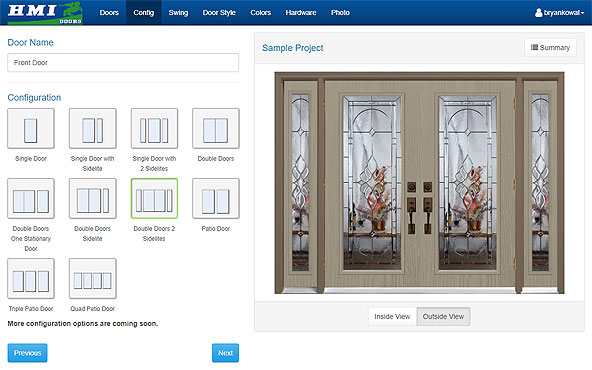 HMI
DOORS
Doors Config Swing Door Style Colors Hardware Photo
bryankowal
Door Name
Front Door
Configuration
Single Door
Single Door with
Sidelite
Single Door with
2 Sidelites
Double Doors
Double Doors
One Stationary
Door
Double Doors
Sidelite
Double Doors 2
Sidelites
Patio Door
Triple Patio Door
Quad Patio Door
More configuration options are coming soon.
Previous
Next
Sample Project
Summary
Inside View
Outside View